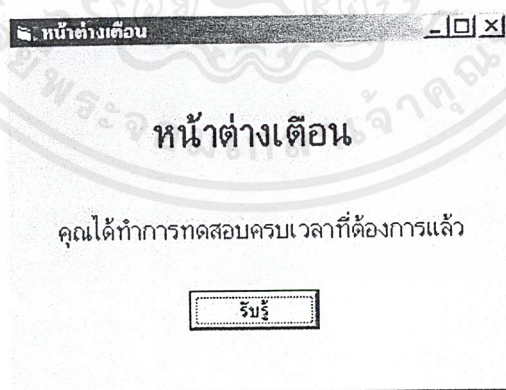 หน้าต่างเตือน
หน้าต่างเตือน
คุณได้ทำการทดสอบครบเวลาที่ต้องการแล้ว
รับรู้